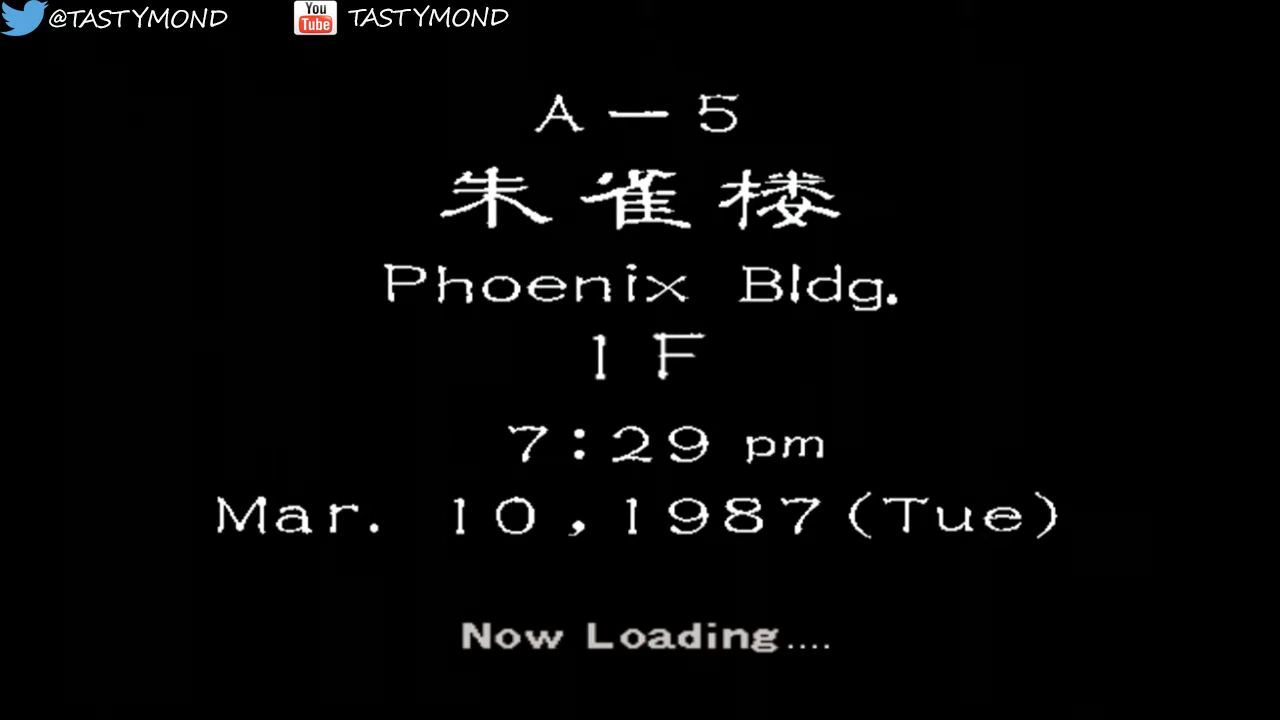 @TASTYMOND
You Tube TASTYMOND
A－5
朱雀楼
Phoenix Bldg.
1F
7:29 pm
Mar. 10,1987(Tue)
Now Loading....